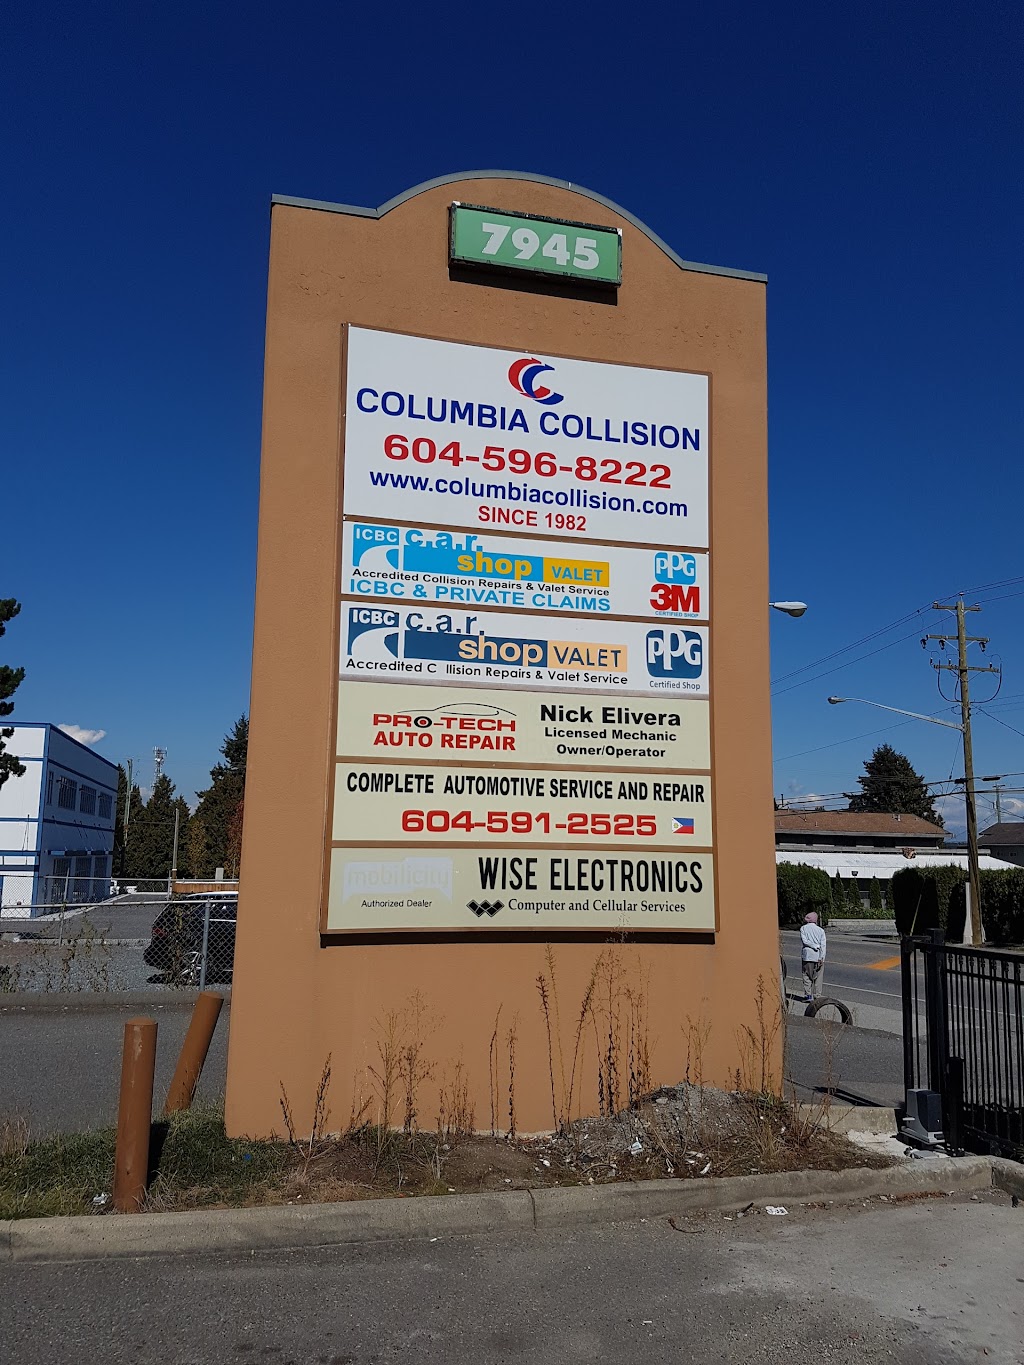 7945
COLUMBIA COLLISION
604-596-8222
www.columbiacollision.com
SINCE 1982
ICBC c.a.r.
shop VALET
Accredited Collision Repairs & Valet Service
ICBC & PRIVATE CLAIMS
PPG
3M
CERTIFIED SHOP
ICBC c.a.r.
shop VALET
Accredited C llision Repairs & Valet Service
PPG
Certified Shop
PRO-TECH
AUTO REPAIR
Nick Elivera
Licensed Mechanic
Owner/Operator
COMPLETE AUTOMOTIVE SERVICE AND REPAIR
604-591-2525
mobilicity
Authorized Dealer
WISE ELECTRONICS
Computer and Cellular Services